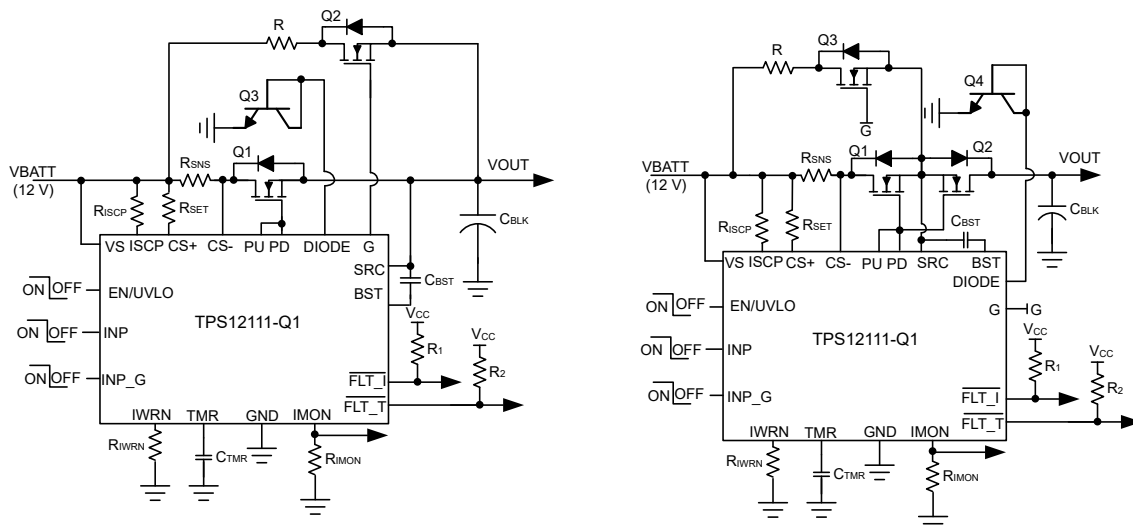 Q2
R
Q3
VBATT
(12 V)
RSNS
Q1
VOUT
RISCP
RSET
CBLK
VS ISCP CS+ CS- PU PD DIODE G
SRC
CBST
BST
ON OFF EN/UVLO
TPS12111-Q1
VCC
ON OFF INP
R1
VCC
R2
ON OFF INP_G
FLT_I
FLT_T
IWRN TMR GND IMON
RIWRN
CTMR
RIMON
Q3
R
Q4
G
VBATT
(12 V)
RSNS
Q1
Q2
VOUT
RISCP
RSET
CBST
CBLK
VS ISCP CS+ CS- PU PD SRC BST
DIODE
ON OFF EN/UVLO
G G
TPS12111-Q1
VCC
ON OFF INP
R1
VCC
R2
ON OFF INP_G
FLT_I
FLT_T
IWRN TMR GND IMON
RIWRN
CTMR
RIMON